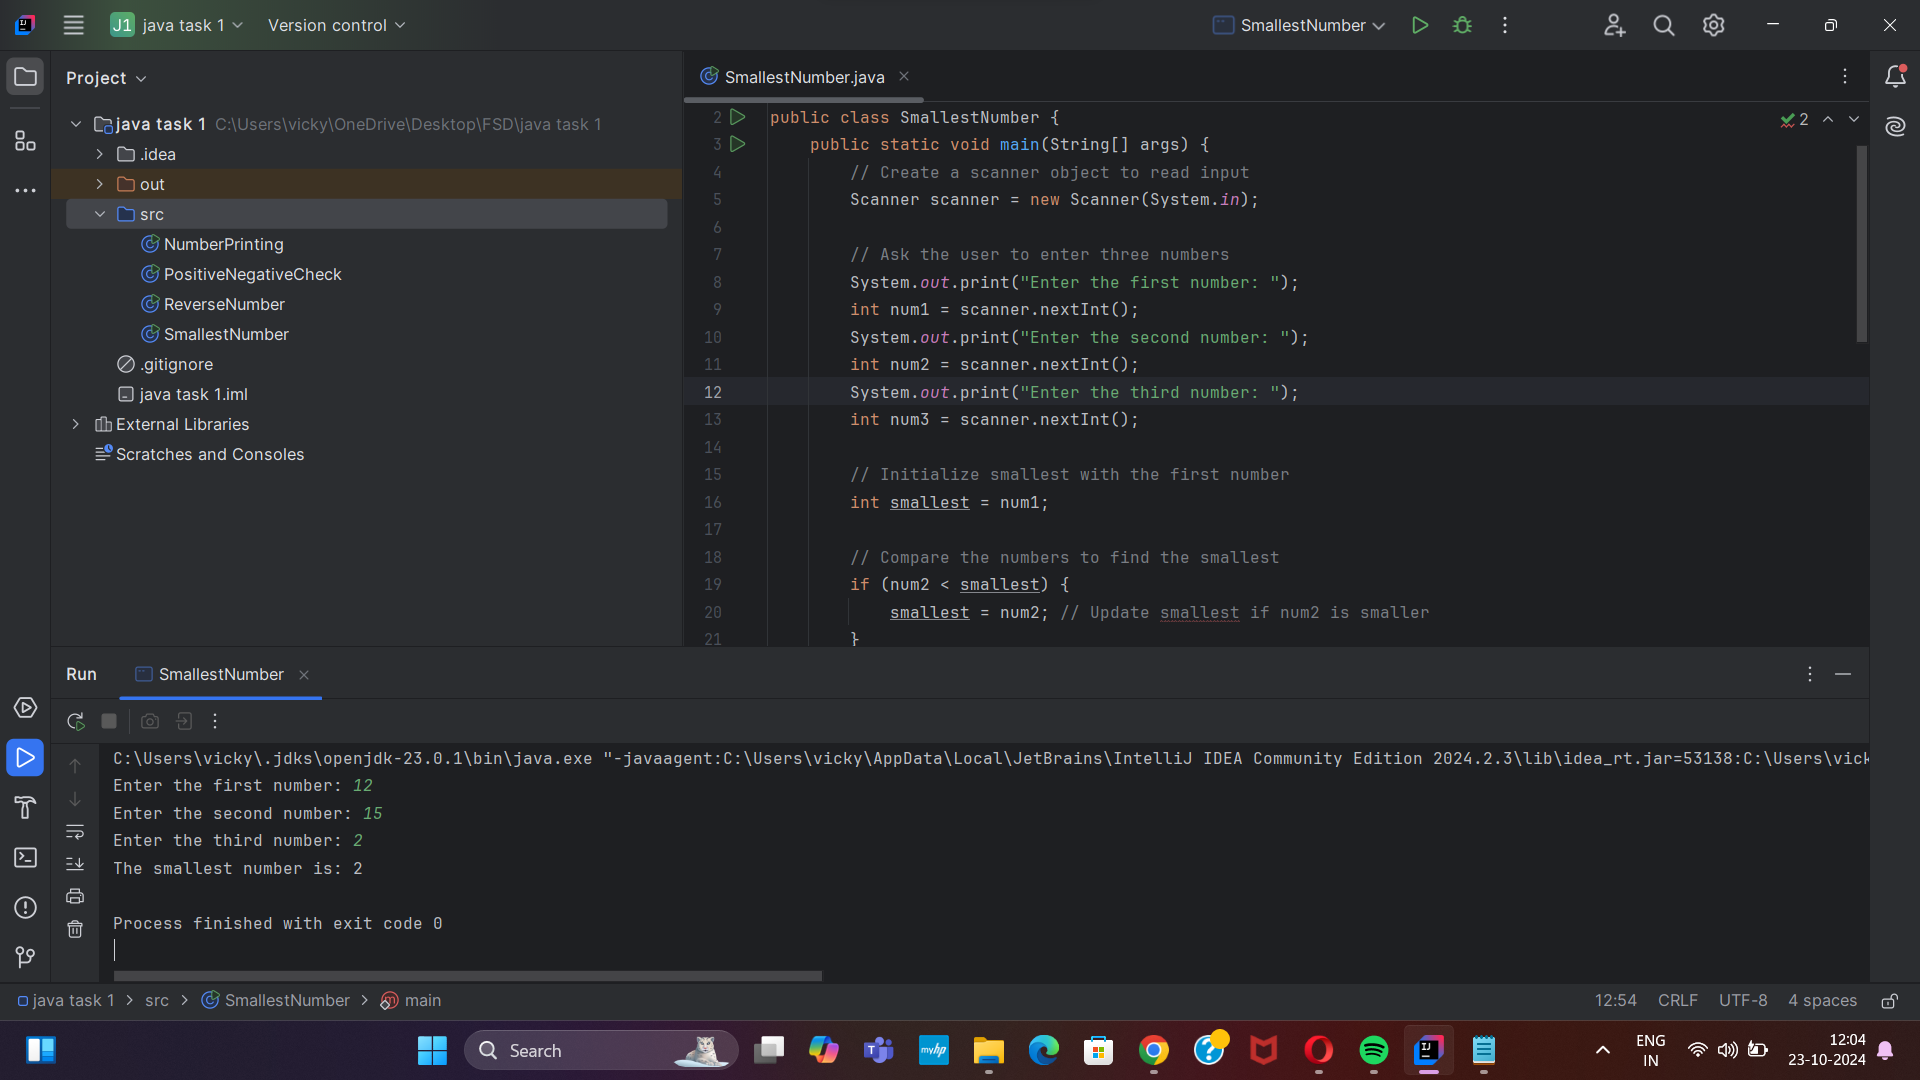 J1 java task 1 Version control SmallestNumber
Project
java task 1 C:\Users\vicky\OneDrive\Desktop\FSD\java task 1
.idea
out
src
NumberPrinting
PositiveNegativeCheck
ReverseNumber
SmallestNumber
.gitignore
java task 1.iml
External Libraries
Scratches and Consoles
SmallestNumber.java
2
2 public class SmallestNumber {
3 public static void main(String[] args) {
4 // Create a scanner object to read input
5 Scanner scanner = new Scanner(System.in);
6
7 // Ask the user to enter three numbers
8 System.out.print("Enter the first number: ");
9 int num1 = scanner.nextInt();
10 System.out.print("Enter the second number: ");
11 int num2 = scanner.nextInt();
12 System.out.print("Enter the third number: ");
13 int num3 = scanner.nextInt();
14
15 // Initialize smallest with the first number
16 int smallest = num1;
17
18 // Compare the numbers to find the smallest
19 if (num2 < smallest) {
20 smallest = num2; // Update smallest if num2 is smaller
21 }
Run SmallestNumber
C:\Users\vicky\.jdks\openjdk-23.0.1\bin\java.exe "-javaagent:C:\Users\vicky\AppData\Local\JetBrains\IntelliJ IDEA Community Edition 2024.2.3\lib\idea_rt.jar=53138:C:\Users\vick
Enter the first number: 12
Enter the second number: 15
Enter the third number: 2
The smallest number is: 2
Process finished with exit code 0
java task 1 > src > SmallestNumber > main
12:54 CRLF UTF-8 4 spaces
Search
myhp
ENG
IN
12:04
23-10-2024